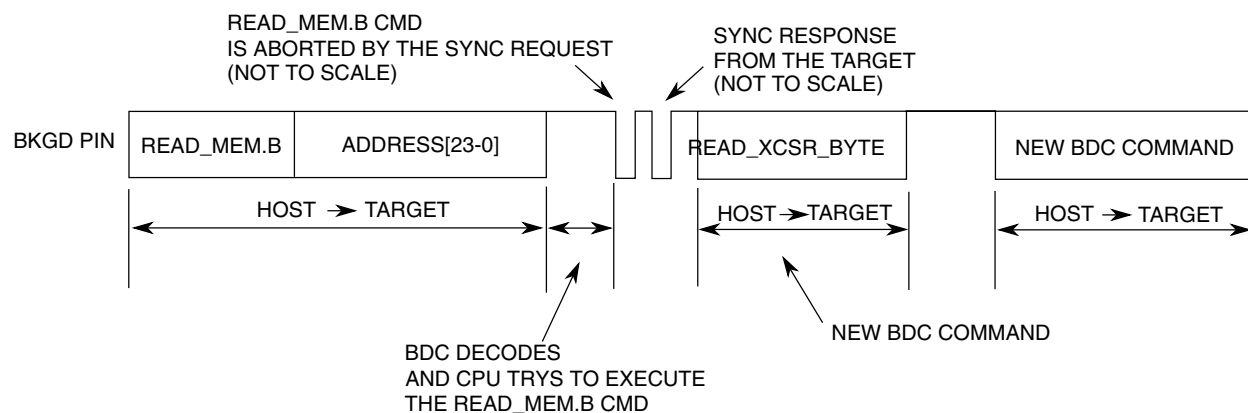 READ_MEM.B CMD
IS ABORTED BY THE SYNC REQUEST
(NOT TO SCALE)
SYNC RESPONSE
FROM THE TARGET
(NOT TO SCALE)
BKGD PIN
READ_MEM.B
ADDRESS[23-0]
READ_XCSR_BYTE
NEW BDC COMMAND
HOST → TARGET
HOST → TARGET
HOST → TARGET
BDC DECODES
AND CPU TRYS TO EXECUTE
THE READ_MEM.B CMD
NEW BDC COMMAND